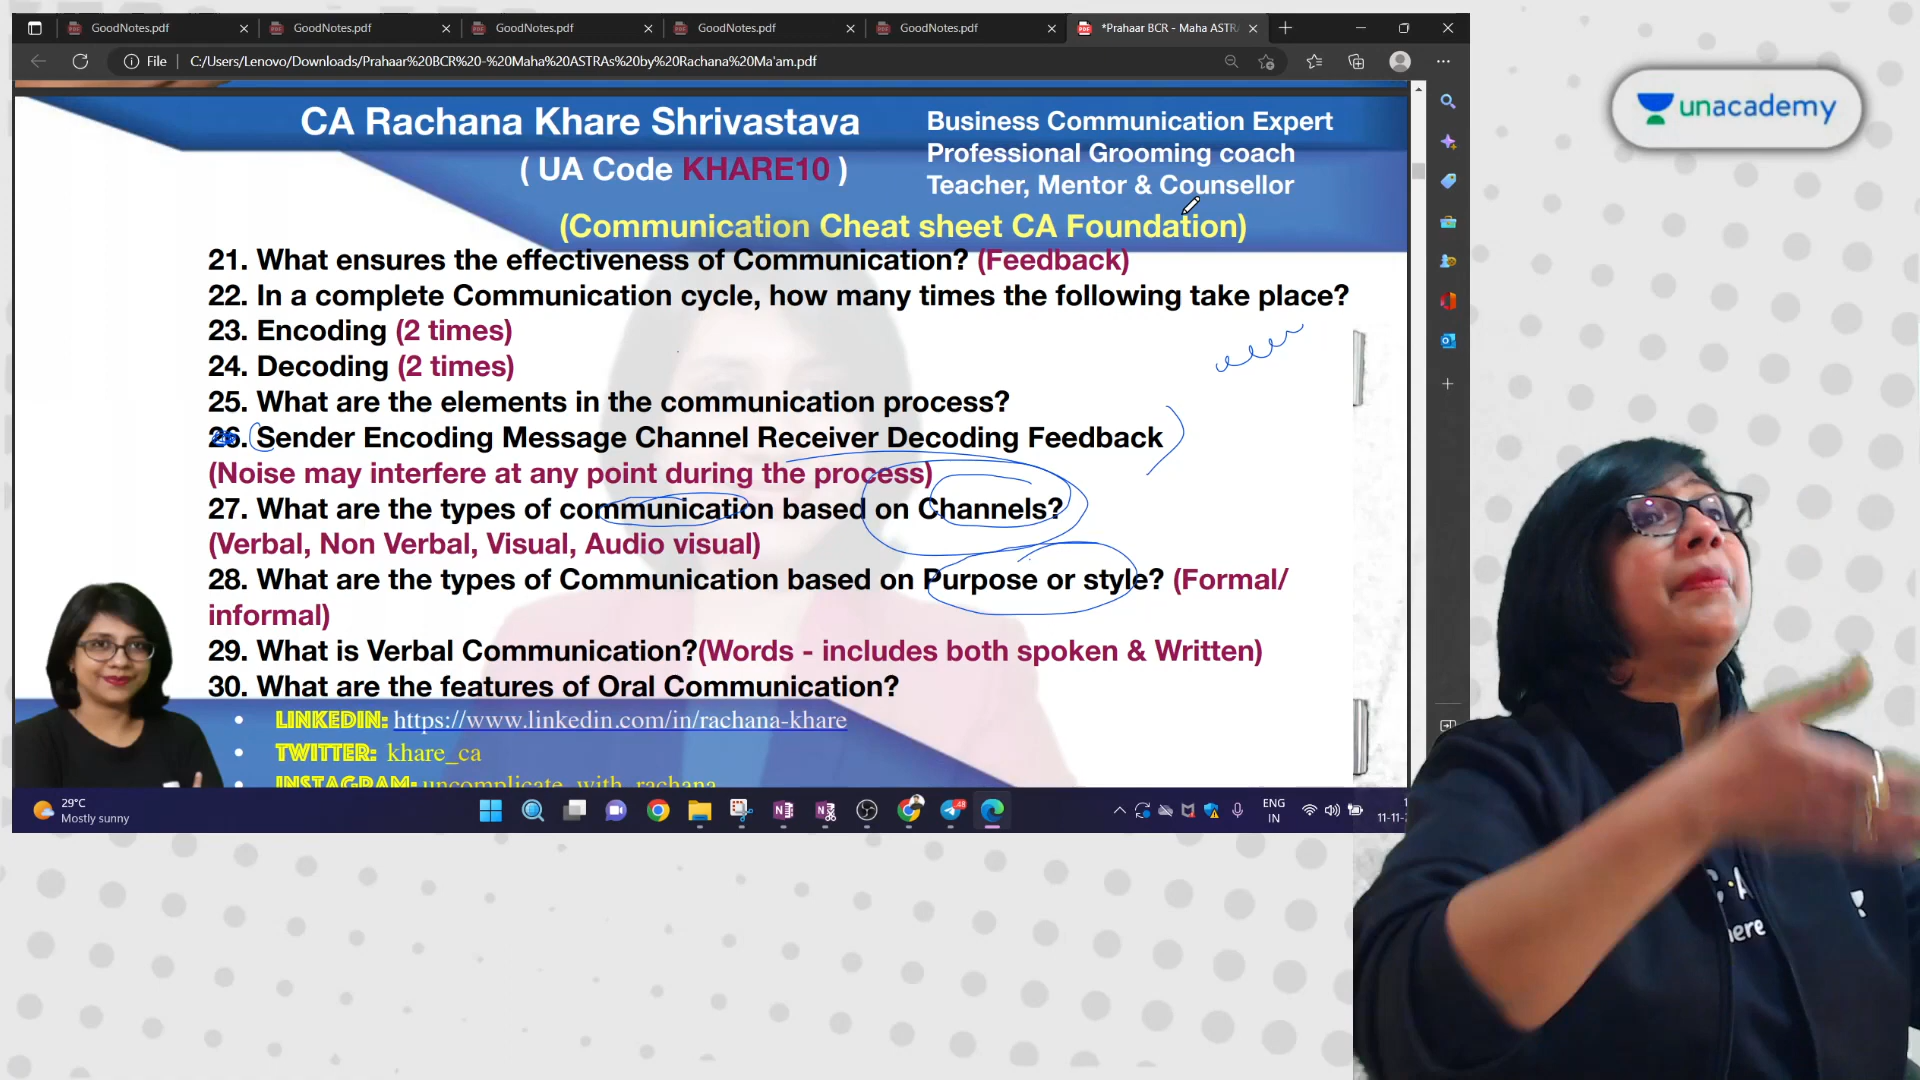 GoodNotes.pdf
GoodNotes.pdf
GoodNotes.pdf
GoodNotes.pdf
GoodNotes.pdf
*Prahaar BCR - Maha ASTR
File
C:/Users/Lenovo/Downloads/Prahaar%20BCR%20-%20Maha%20ASTRAs%20by%20Rachana%20Ma'am.pdf
unacademy
CA Rachana Khare Shrivastava
( UA Code KHARE10 )
Business Communication Expert
Professional Grooming coach
Teacher, Mentor & Counsellor
(Communication Cheat sheet CA Foundation)
21. What ensures the effectiveness of Communication? (Feedback)
22. In a complete Communication cycle, how many times the following take place?
23. Encoding (2 times)
24. Decoding (2 times)
25. What are the elements in the communication process?
26. Sender Encoding Message Channel Receiver Decoding Feedback
(Noise may interfere at any point during the process)
27. What are the types of communication based on Channels?
(Verbal, Non Verbal, Visual, Audio visual)
28. What are the types of Communication based on Purpose or style? (Formal/
informal)
29. What is Verbal Communication?(Words - includes both spoken & Written)
30. What are the features of Oral Communication?
• LINKEDIN: https://www.linkedin.com/in/rachana-khare
• TWITTER: khare_ca
• INSTAGRAM: uncomplicate_with_rachana
29°C
Mostly sunny
48
ENG
IN
11-11-
here